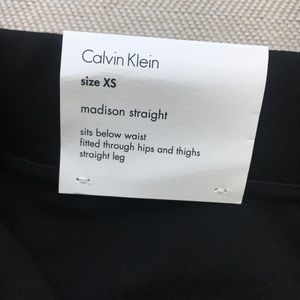 Calvin Klein
size XS
madison straight
sits below waist
fitted through hips and thighs
straight leg